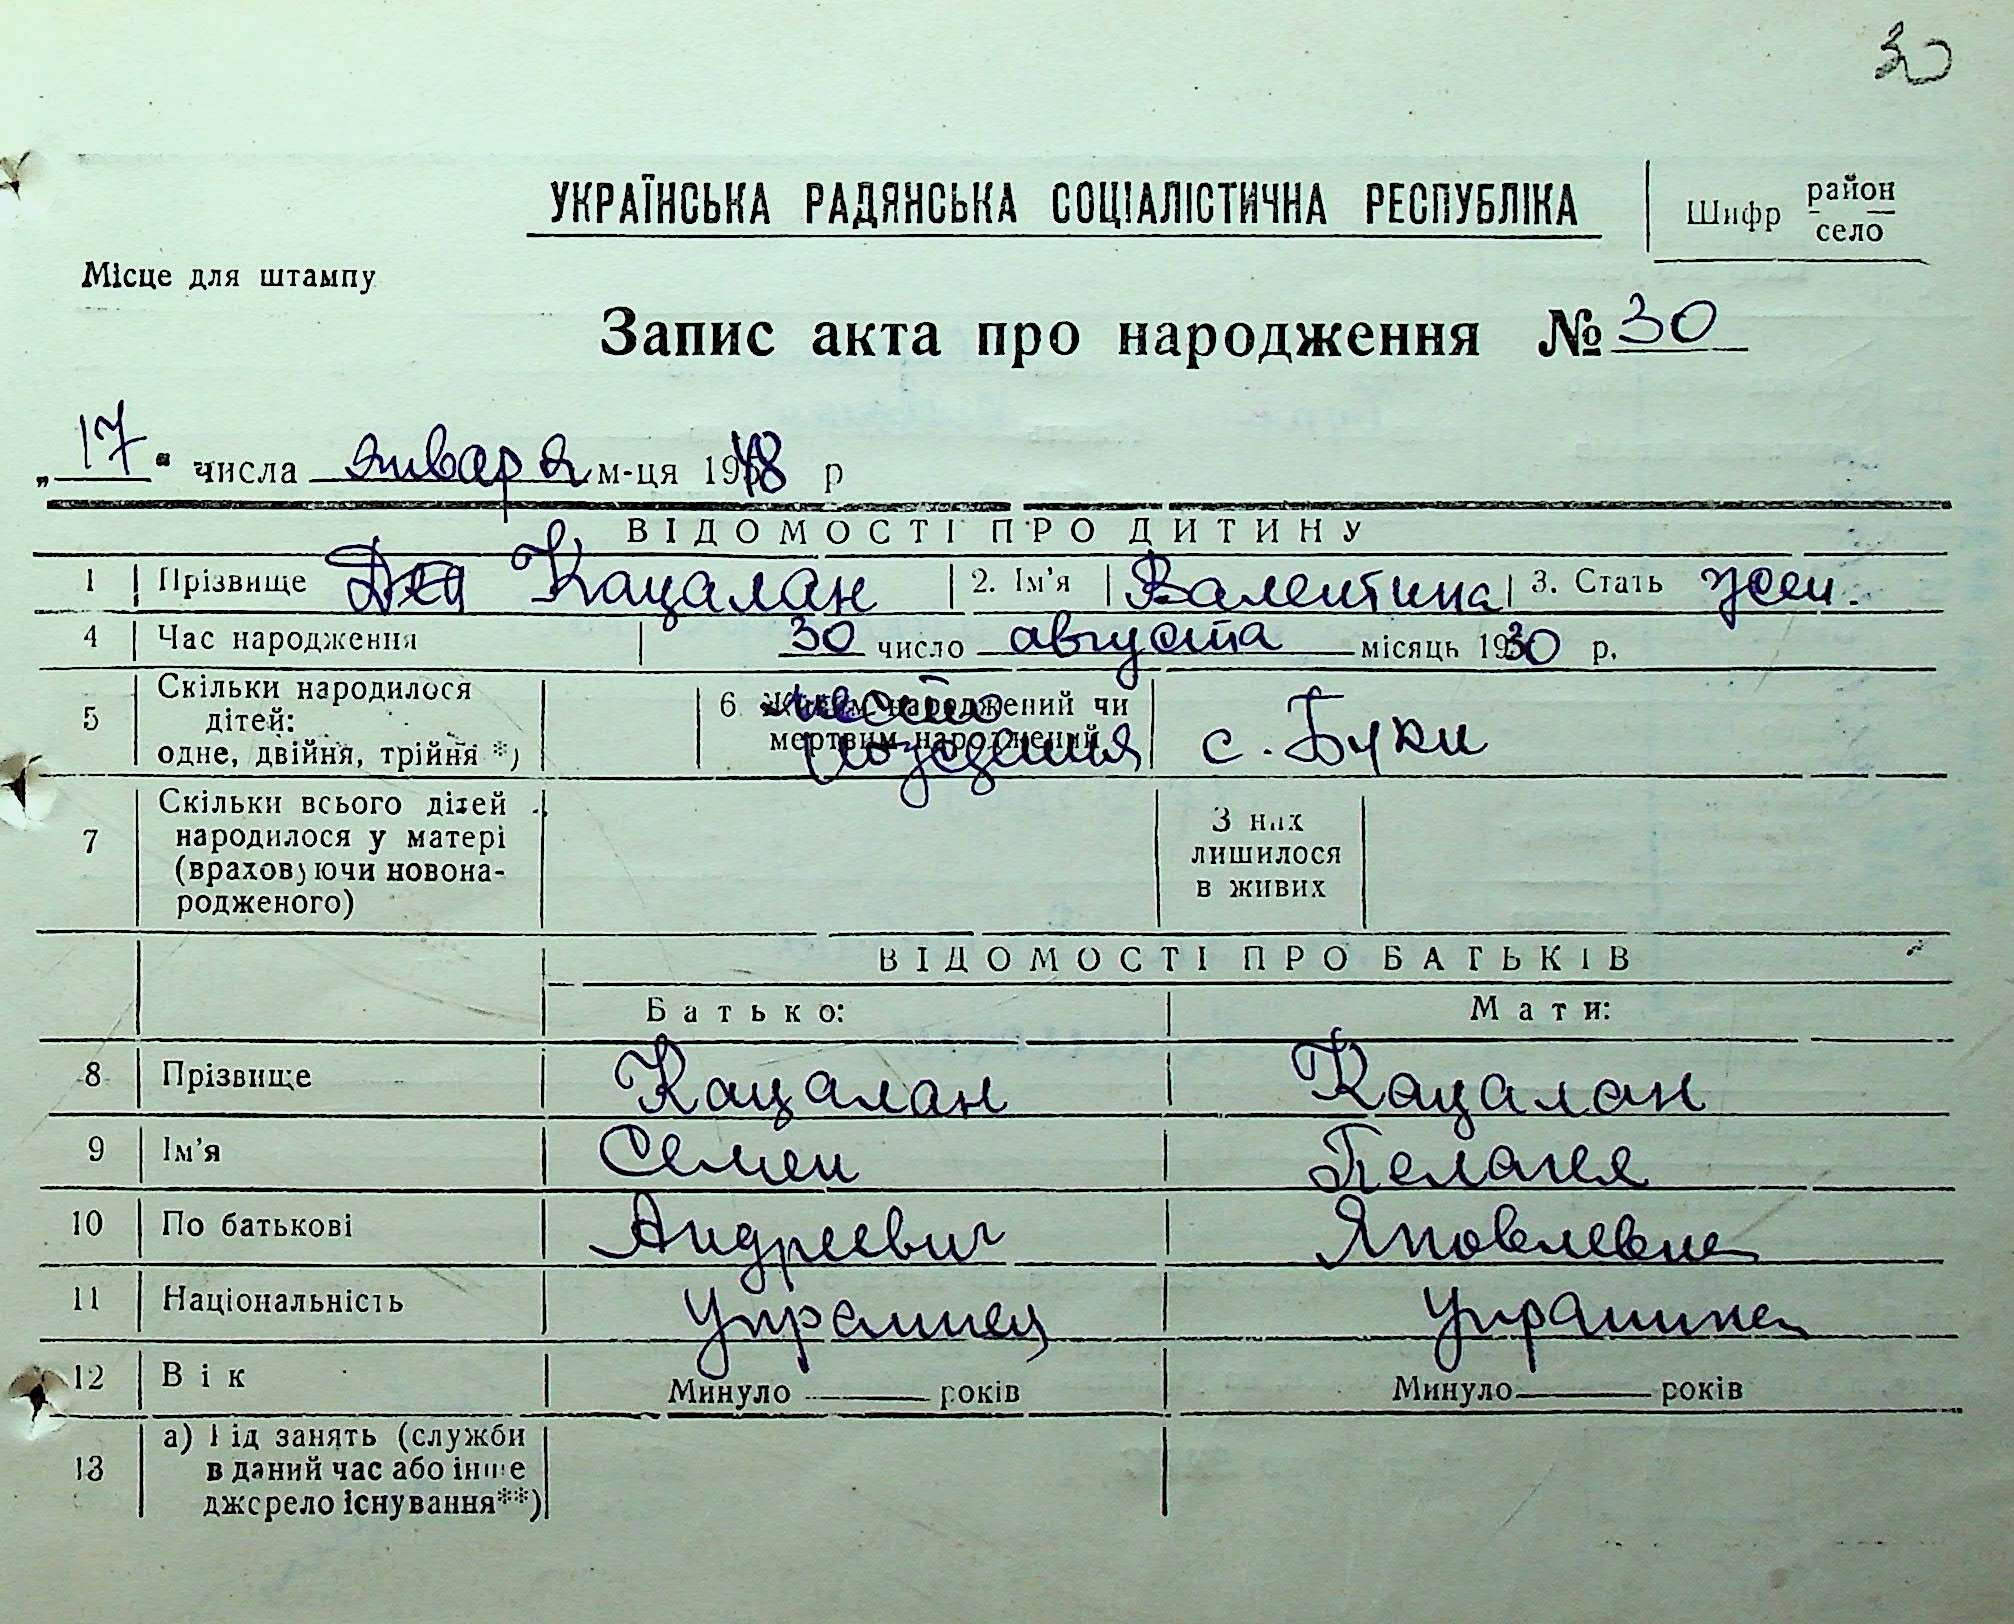 30
УКРАЇНСЬКА РАДЯНСЬКА СОЦІАЛІСТИЧНА РЕСПУБЛІКА
Шифр район село
Місце для штампу
Запис акта про народження № 30
„17" числа января м-ця 1948 р
ВІДОМОСТІ ПРО ДИТИНУ
1 Прізвище Кацалан 2. Ім'я Валентина 3. Стать жен.
4 Час народження 30 число августа місяць 1930 р.
5 Скільки народилося дітей: одне, двійня, трійня *) 6 Живим народжений чи мертвим народжений место рождения с. Буки
7 Скільки всього дітей народилося у матері (враховуючи новонародженого) З них лишилося в живих
ВІДОМОСТІ ПРО БАТЬКІВ
Батько: Мати:
8 Прізвище Кацалан Кацалан
9 Ім'я Семен Пелагея
10 По батькові Андреевич Яковлевна
11 Національність украинец украинка
12 Вік Минуло років Минуло років
13 а) Рід занять (служби в даний час або інше джерело існування**)